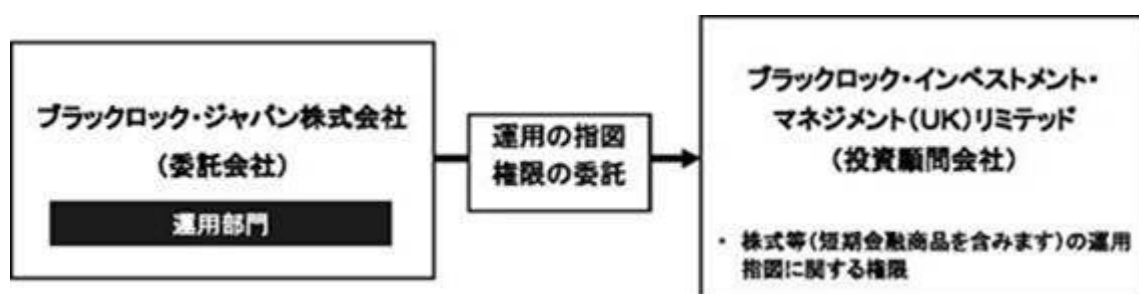 ブラックロック・ジャパン株式会社
(委託会社)
運用部門
運用の指図
権限の委託
ブラックロック・インベストメント・
マネジメント(UK)リミテッド
(投資顧問会社)
・ 株式等(短期金融商品を含みます)の運用
指図に関する権限